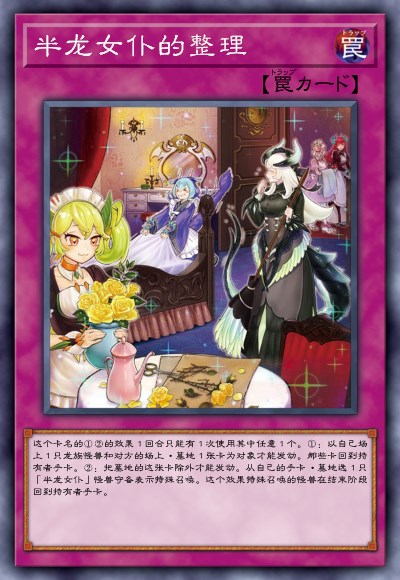 半龙女仆的整理
トラップ
罠
トラップ
【罠カード】
这个卡名的①②的效果1回合只能有1次使用其中任意1个。①：以自己场
上1只龙族怪兽和对方的场上·墓地1张卡为对象才能发动。那些卡回到持
有者手卡。②：把墓地的这张卡除外才能发动。从自己的手卡·墓地选1只
「半龙女仆」怪兽守备表示特殊召唤。这个效果特殊召唤的怪兽在结束阶段
回到持有者手卡。